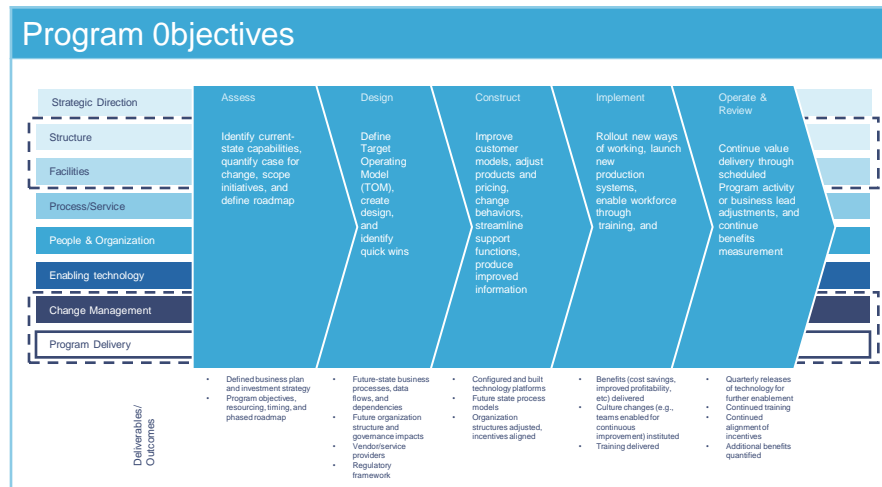 Program 0bjectives
Strategic Direction
Structure
Facilities
Process/Service
People & Organization
Enabling technology
Change Management
Program Delivery
Assess
Identify current-
state capabilities,
quantify case for
change, scope
initiatives, and
define roadmap
Design
Define
Target
Operating
Model
(TOM),
create
design,
and
identify
quick wins
Construct
Improve
customer
models, adjust
products and
pricing,
change
behaviors,
streamline
support
functions,
produce
improved
information
Implement
Rollout new ways
of working, launch
new
production
systems,
enable workforce
through
training, and
Operate &
Review
Continue value
delivery through
scheduled
Program activity
or business lead
adjustments, and
continue
benefits
measurement
Deliverables/
Outcomes
• Defined business plan
and investment strategy
• Program objectives,
resourcing, timing, and
phased roadmap
• Future-state business
processes, data
flows, and
dependencies
• Future organization
structure and
governance impacts
• Vendor/service
providers
• Regulatory
framework
• Configured and built
technology platforms
• Future state process
models
• Organization
structures adjusted,
incentives aligned
• Benefits (cost savings,
improved profitability,
etc) delivered
• Culture changes (e.g.,
teams enabled for
continuous
improvement) instituted
• Training delivered
• Quarterly releases
of technology for
further enablement
• Continued training
• Continued
alignment of
incentives
• Additional benefits
quantified